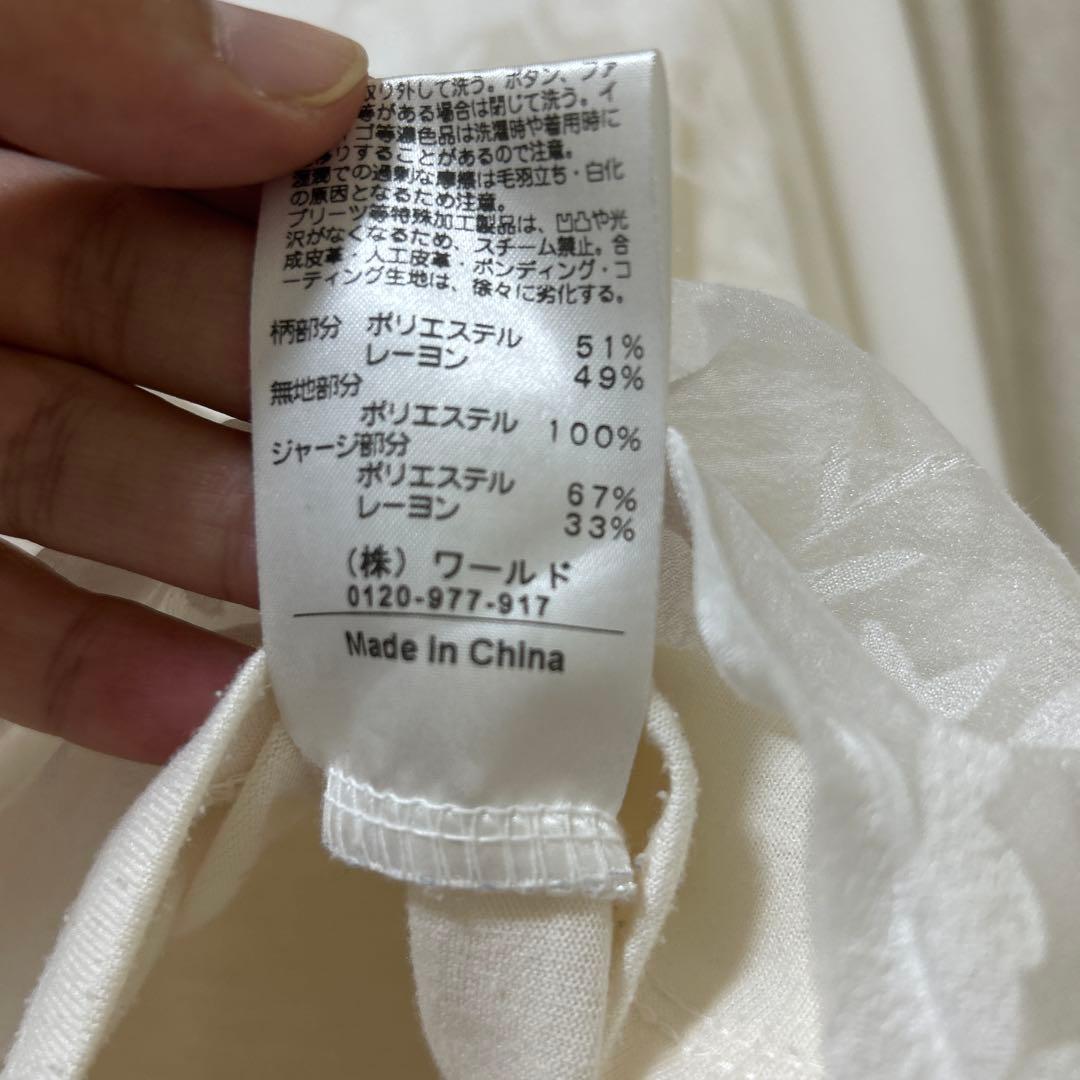 り外して洗う。ボタン、ファ
等がある場合は閉じて洗う。イ
ゴ等濃色品は洗濯時や着用時に
移りすることがあるので注意。
湿潤での過剰な摩擦は毛羽立ち・白化
の原因となるため注意。
プリーツ等特殊加工製品は、凹凸や光
沢がなくなるため、スチーム禁止。合
成皮革・人工皮革・ボンディング・コ
ーティング生地は、徐々に劣化する。
柄部分 ポリエステル 51%
レーヨン 49%
無地部分
ポリエステル 100%
ジャージ部分
ポリエステル 67%
レーヨン 33%
(株) ワールド
0120-977-917
Made In China